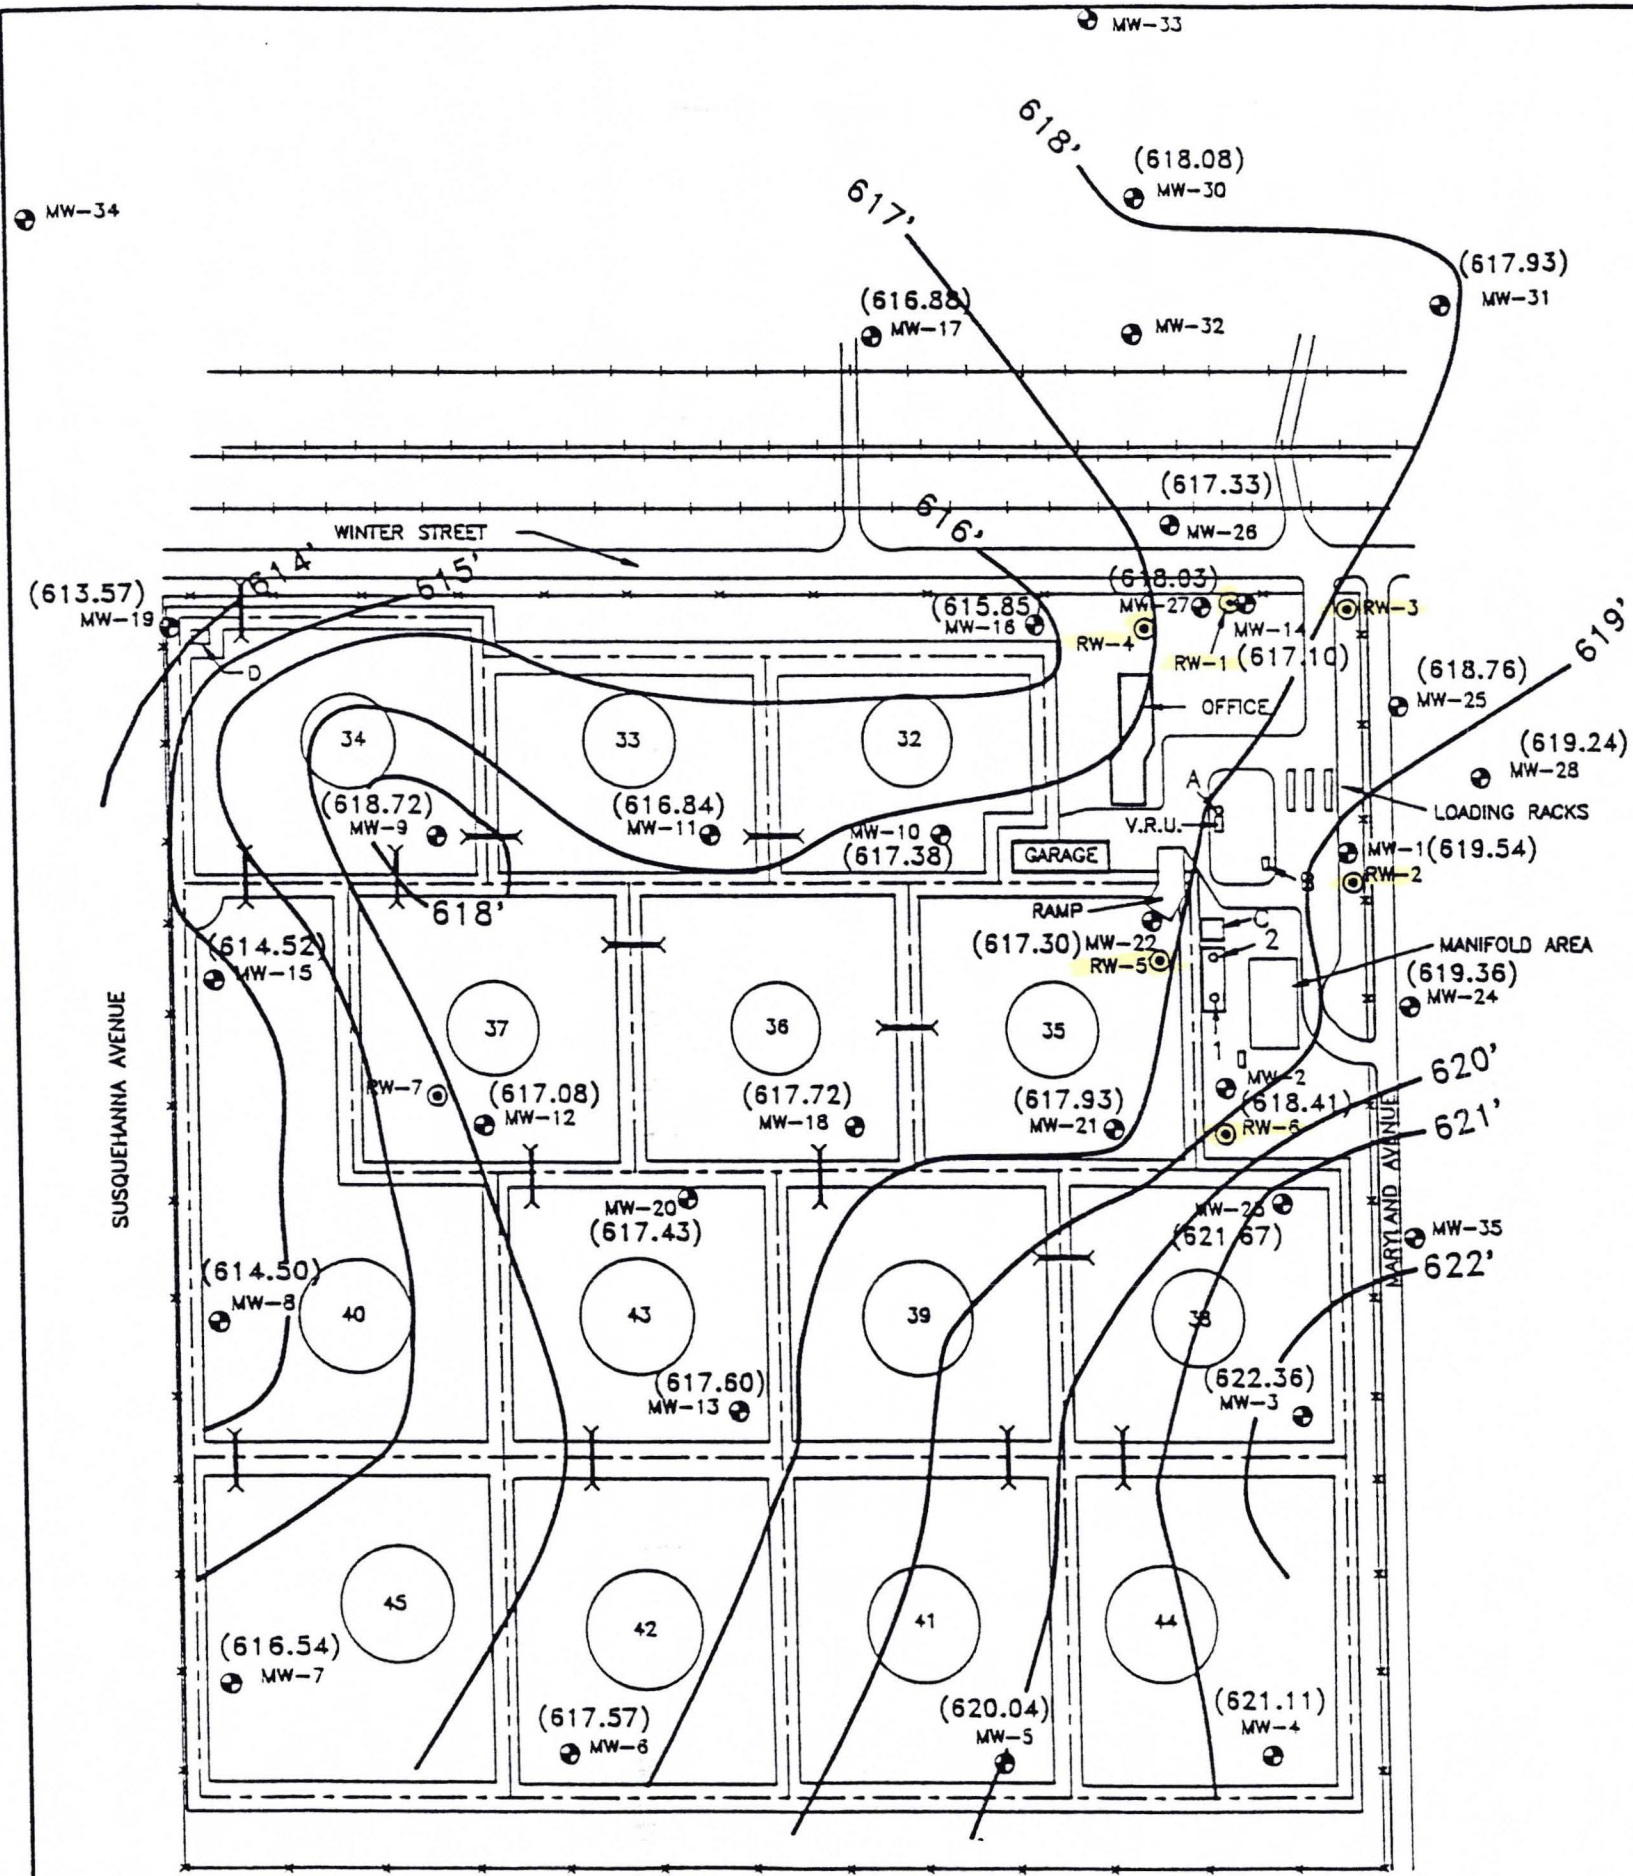 MW-33
618'
(618.08)
MW-30
617'
MW-34
(617.93)
MW-31
(616.88)
MW-17
MW-32
(617.33)
MW-26
616'
WINTER STREET
614'
615'
(613.57)
MW-19
(618.03)
MW-27
(615.85)
MW-16
RW-3
MW-14
RW-4
RW-1
(617.10)
619'
D
(618.76)
MW-25
OFFICE
34
33
32
(619.24)
MW-28
A
LOADING RACKS
(618.72)
MW-9
(616.84)
MW-11
MW-10
(617.38)
V.R.U.
GARAGE
MW-1
(619.54)
RW-2
B
618'
RAMP
C
2
(617.30)
MW-22
RW-5
MANIFOLD AREA
(614.52)
MW-15
(619.36)
MW-24
SUSQUEHANNA AVENUE
37
36
35
1
620'
RW-7
(617.08)
MW-12
(617.72)
MW-18
(617.93)
MW-21
MW-2
(618.41)
RW-6
621'
MARYLAND AVENUE
MW-20
(617.43)
MW-26
(621.67)
MW-35
622'
(614.50)
MW-8
40
43
39
38
(617.60)
MW-13
(622.36)
MW-3
45
42
41
44
(616.54)
MW-7
(617.57)
MW-6
(620.04)
MW-5
(621.11)
MW-4